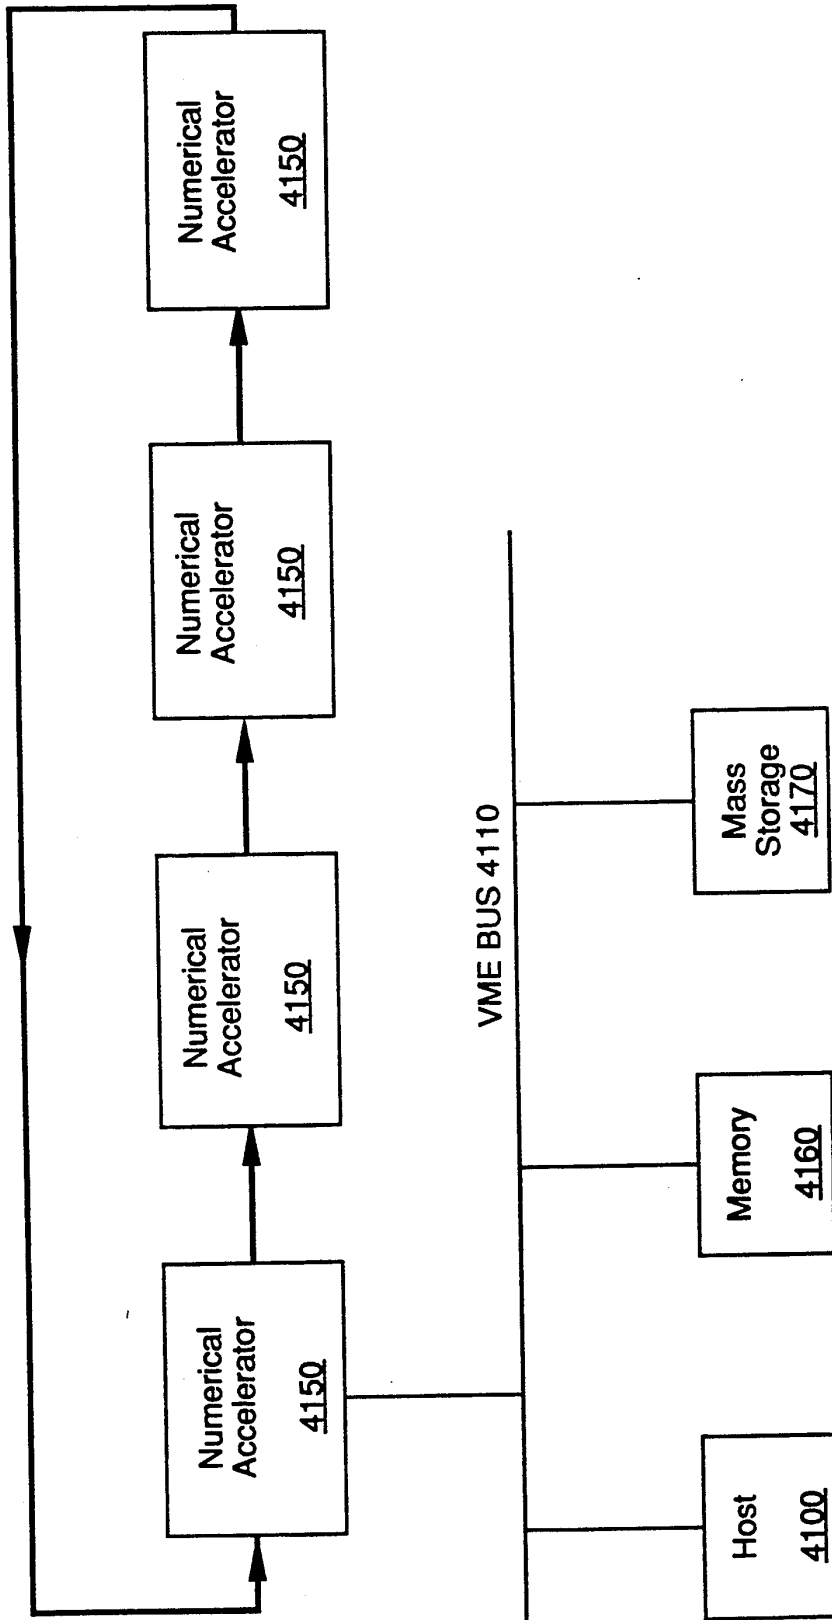 Numerical
Accelerator
4150
Numerical
Accelerator
4150
Numerical
Accelerator
4150
Numerical
Accelerator
4150
VME BUS 4110
Host
4100
Memory
4160
Mass
Storage
4170